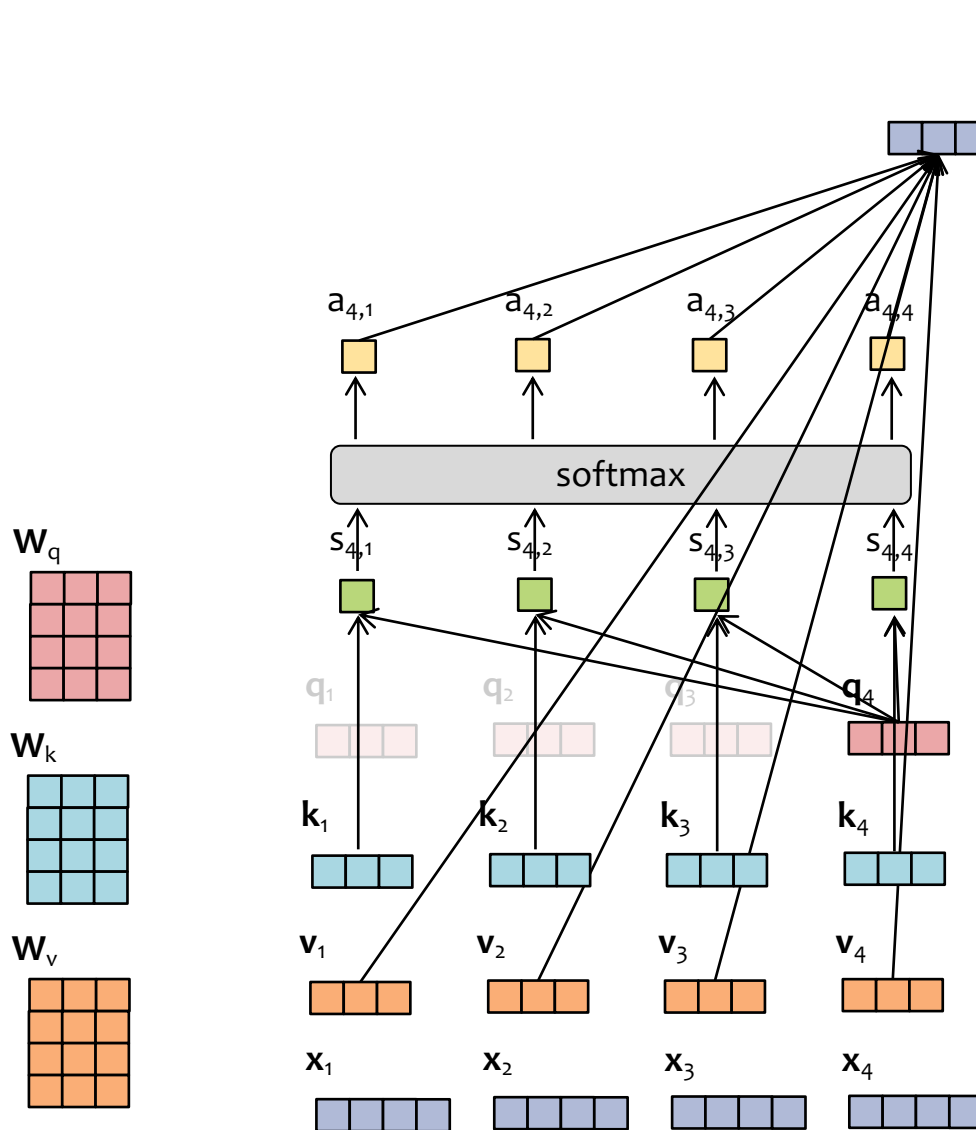 a4,1 a4,2 a4,3 a4,4
softmax
Wq s4,1 s4,2 s4,3 s4,4
q1 q2 q3 q4
Wk k1 k2 k3 k4
Wv v1 v2 v3 v4
x1 x2 x3 x4